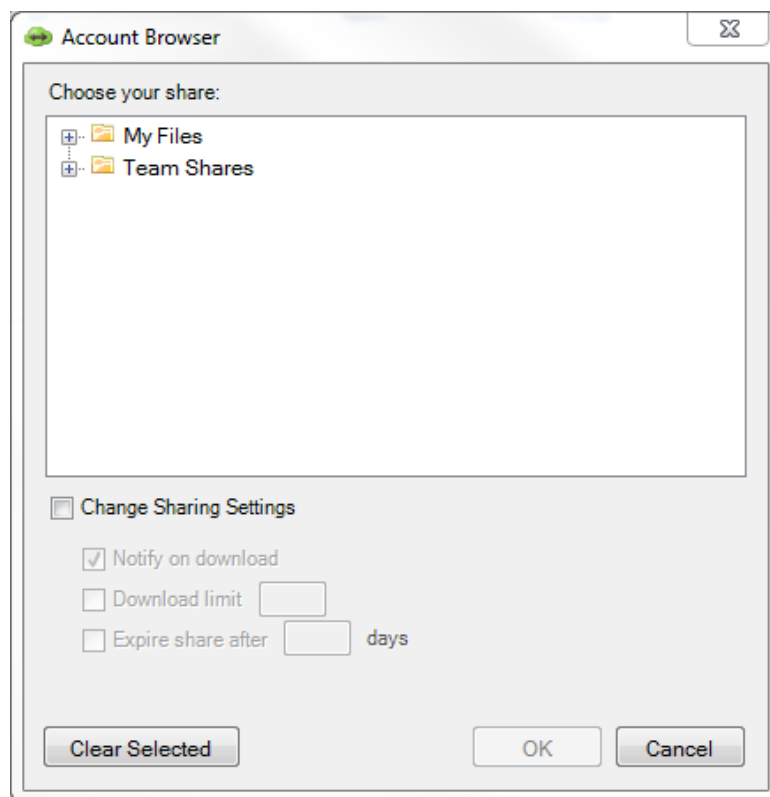 Account Browser
Choose your share:
My Files
Team Shares
Change Sharing Settings
Notify on download
Download limit
Expire share after days
Clear Selected OK Cancel